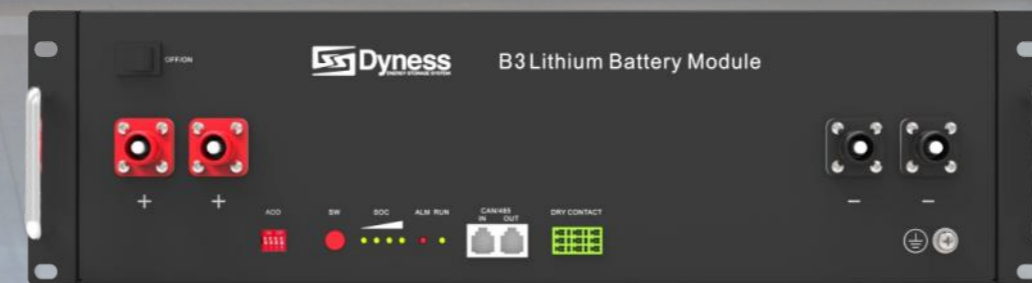 OFF/ON
Dyness
ENERGY STORAGE SYSTEM
B3 Lithium Battery Module
+ +
- -
ADD
SW
SOC
ALM RUN
CAN/485
IN OUT
DRY CONTACT